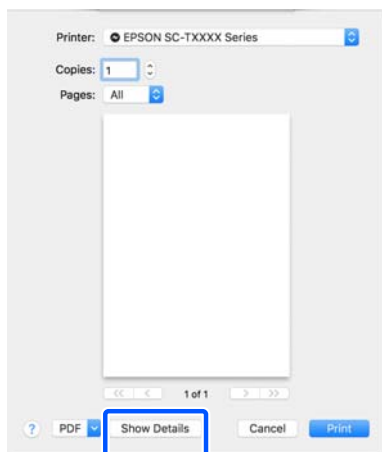 Printer: EPSON SC-TXXXX Series
Copies: 1
Pages: All
<< < 1 of 1 > >>
? PDF Show Details Cancel Print